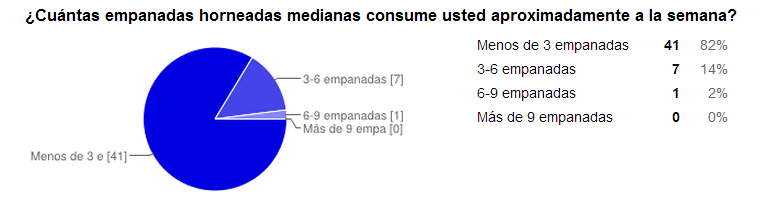 ¿Cuántas empanadas horneadas medianas consume usted aproximadamente a la semana?
Menos de 3 e [41]
3-6 empanadas [7]
6-9 empanadas [1]
Más de 9 empa [0]
Menos de 3 empanadas 41 82%
3-6 empanadas 7 14%
6-9 empanadas 1 2%
Más de 9 empanadas 0 0%